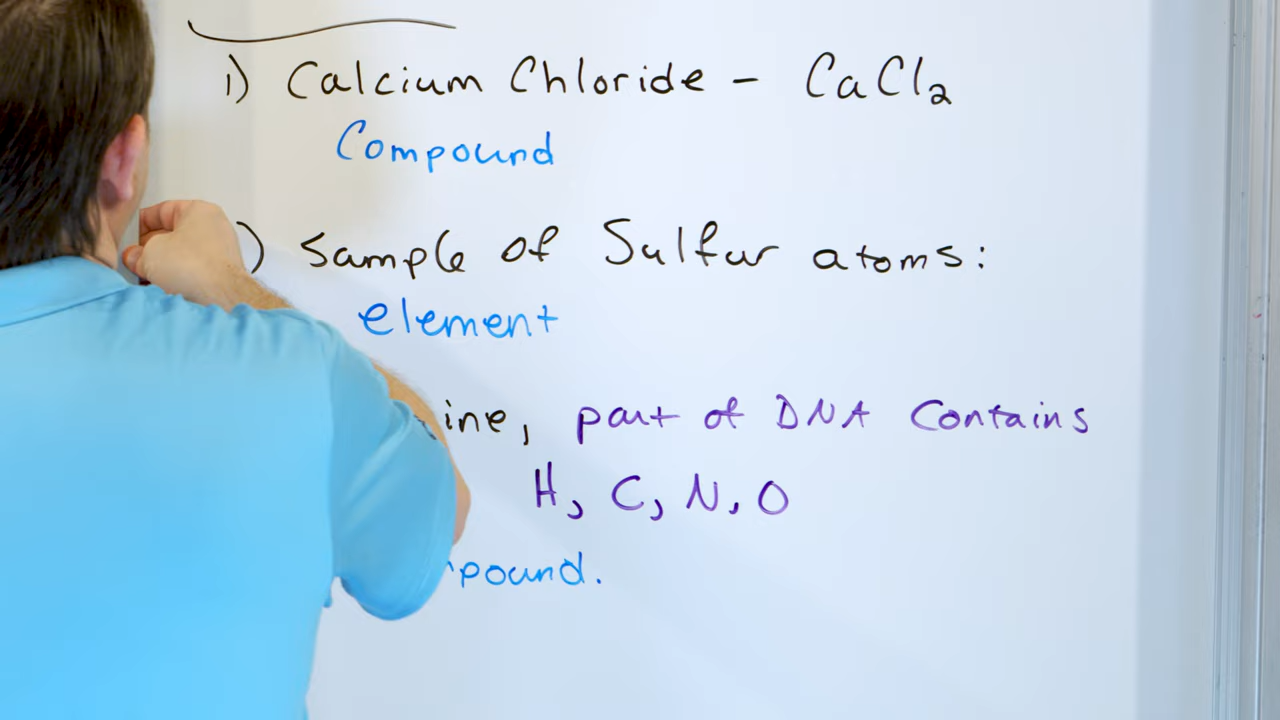 1) Calcium Chloride - CaCl₂
Compound
) Sample of Sulfur atoms:
element
ine, part of DNA Contains
H, C, N, O
pound.